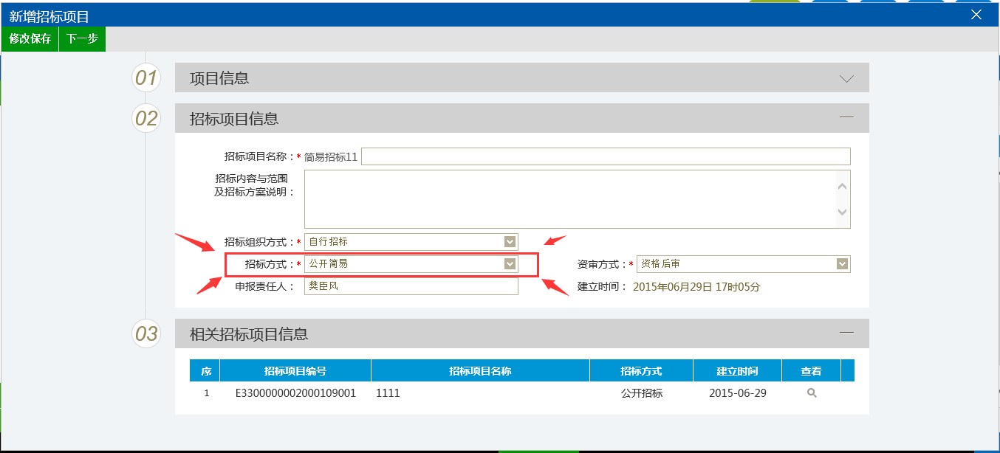 新增招标项目
修改保存 下一步
01 项目信息
02 招标项目信息
招标项目名称：* 简易招标11
招标内容与范围
及招标方案说明：
招标组织方式：* 自行招标
招标方式：* 公开简易 资审方式：* 资格后审
申报责任人： 樊臣风 建立时间： 2015年06月29日 17时05分
03 相关招标项目信息
序 招标项目编号 招标项目名称 招标方式 建立时间 查看
1 E3300000002000109001 1111 公开招标 2015-06-29